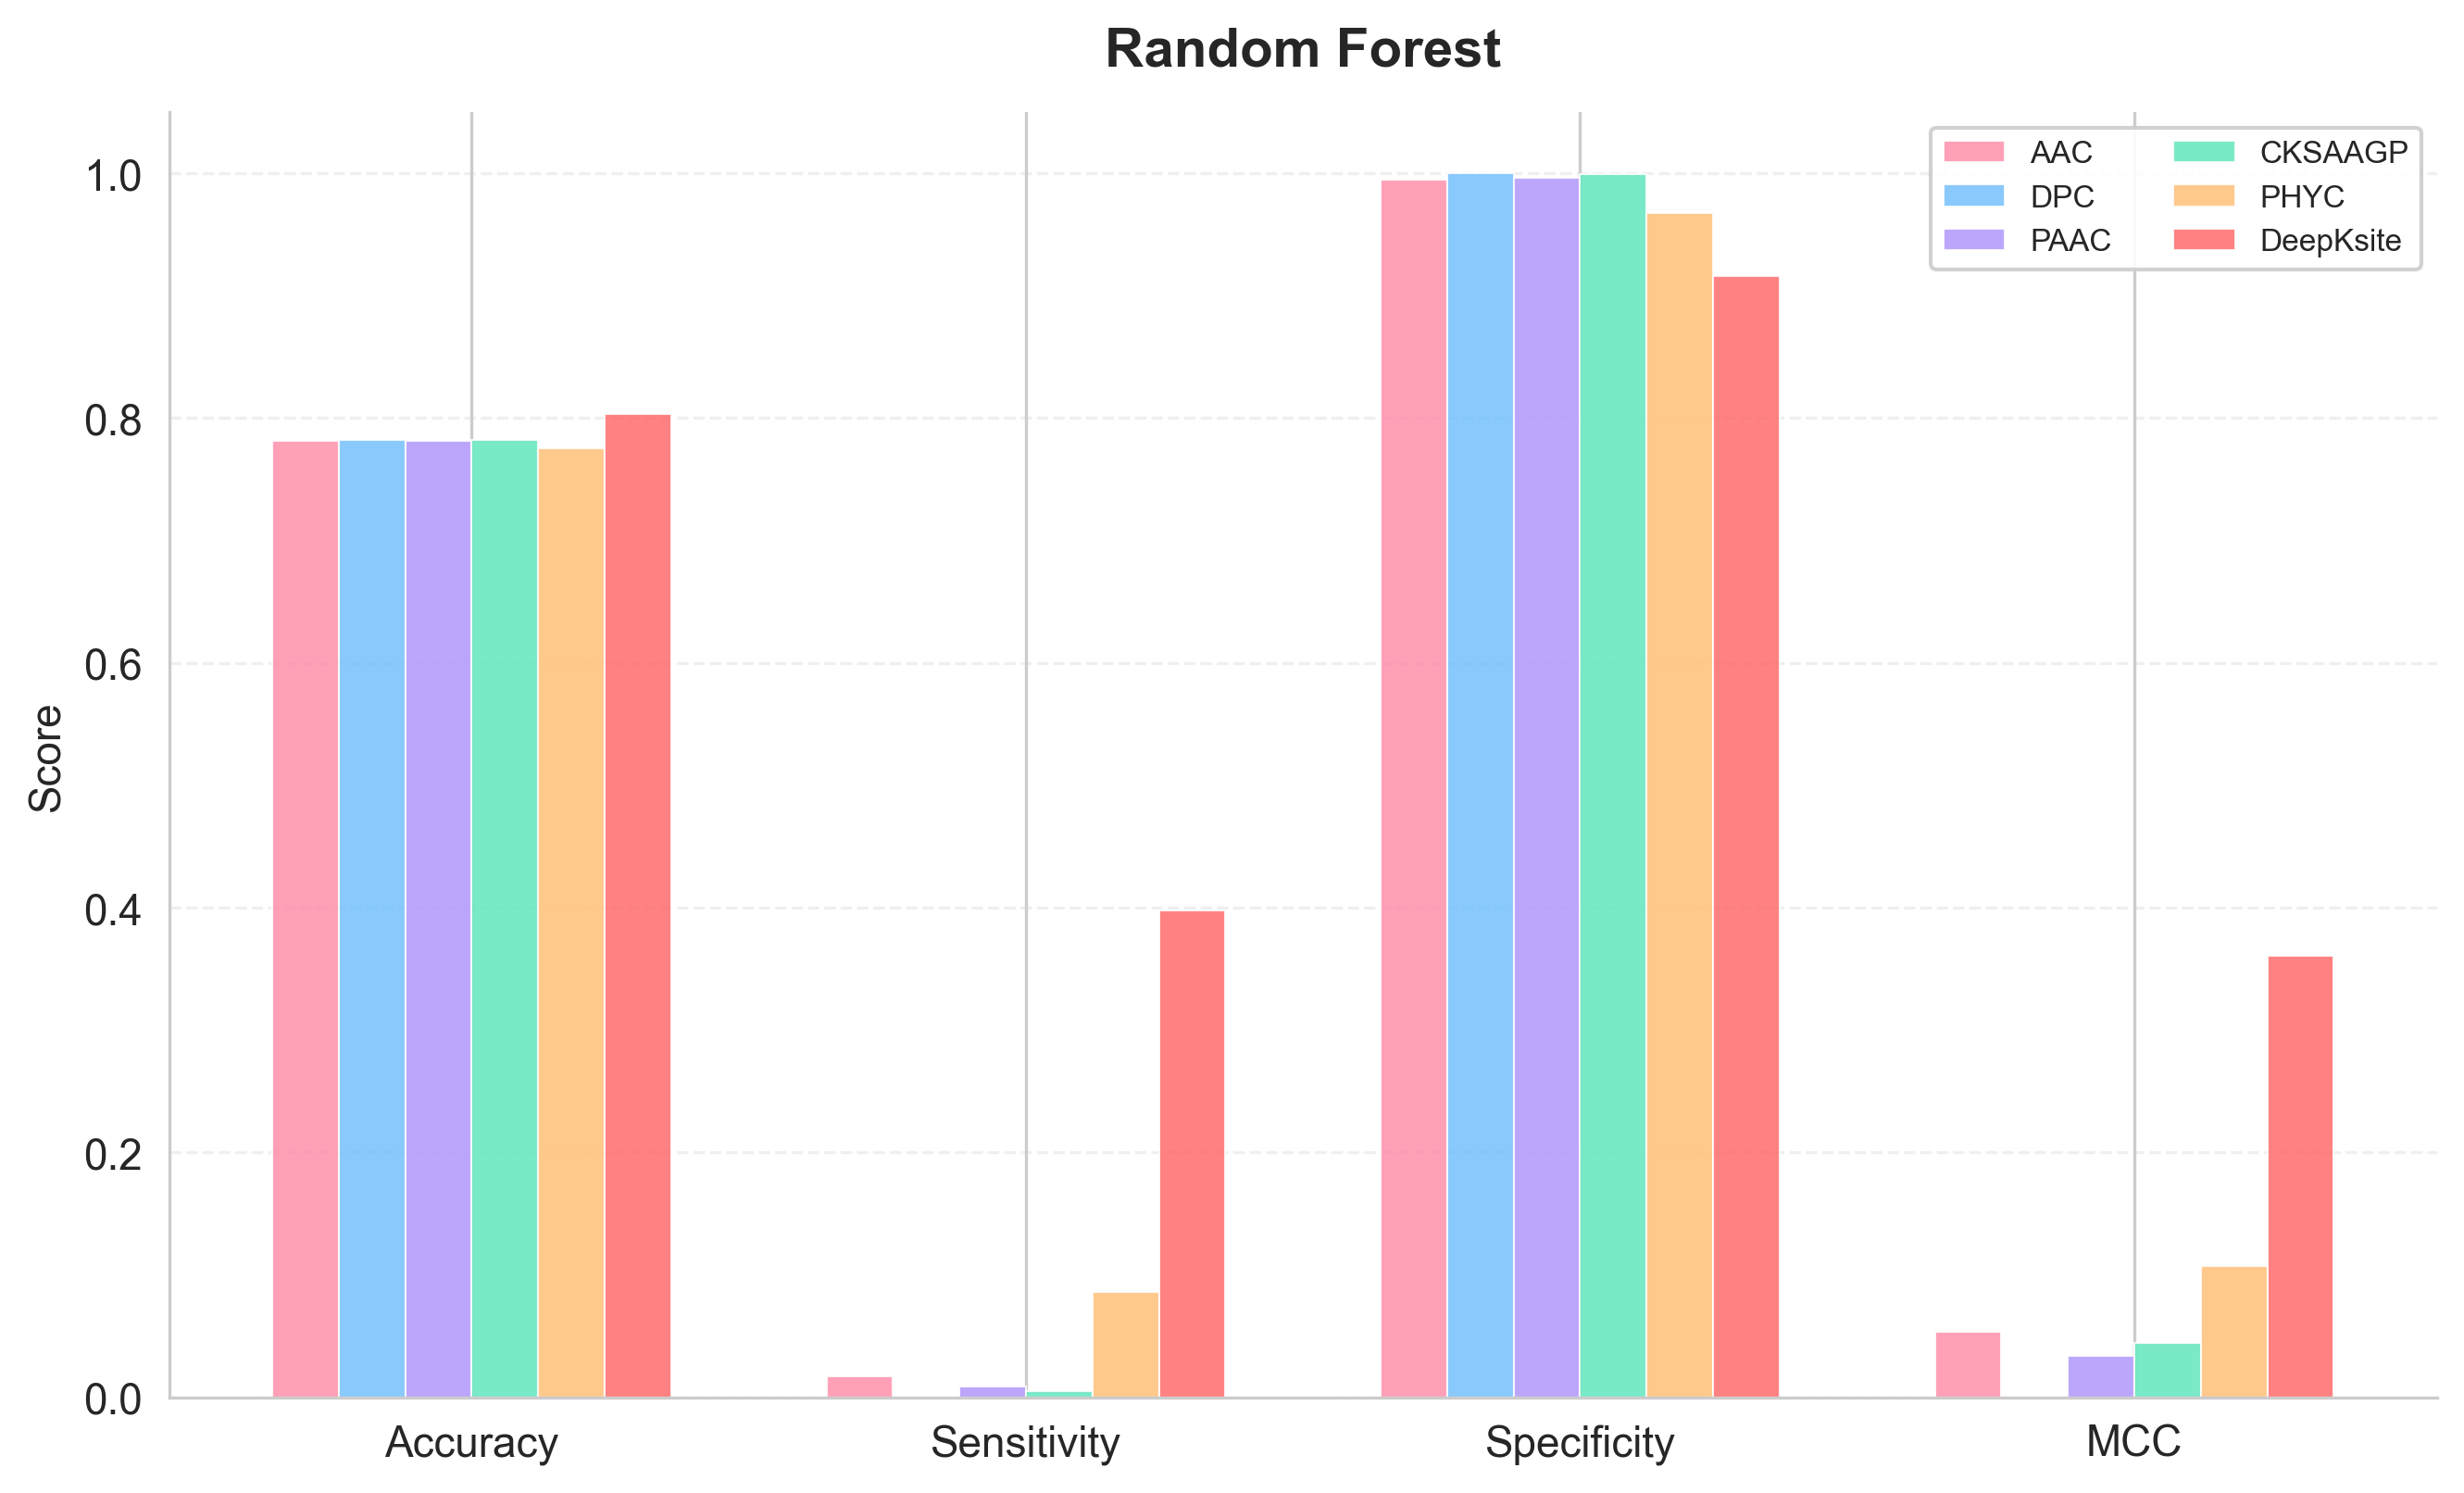 Random Forest
AAC
DPC
PAAC
CKSAAGP
PHYC
DeepKsite
Score
1.0
0.8
0.6
0.4
0.2
0.0
Accuracy
Sensitivity
Specificity
MCC